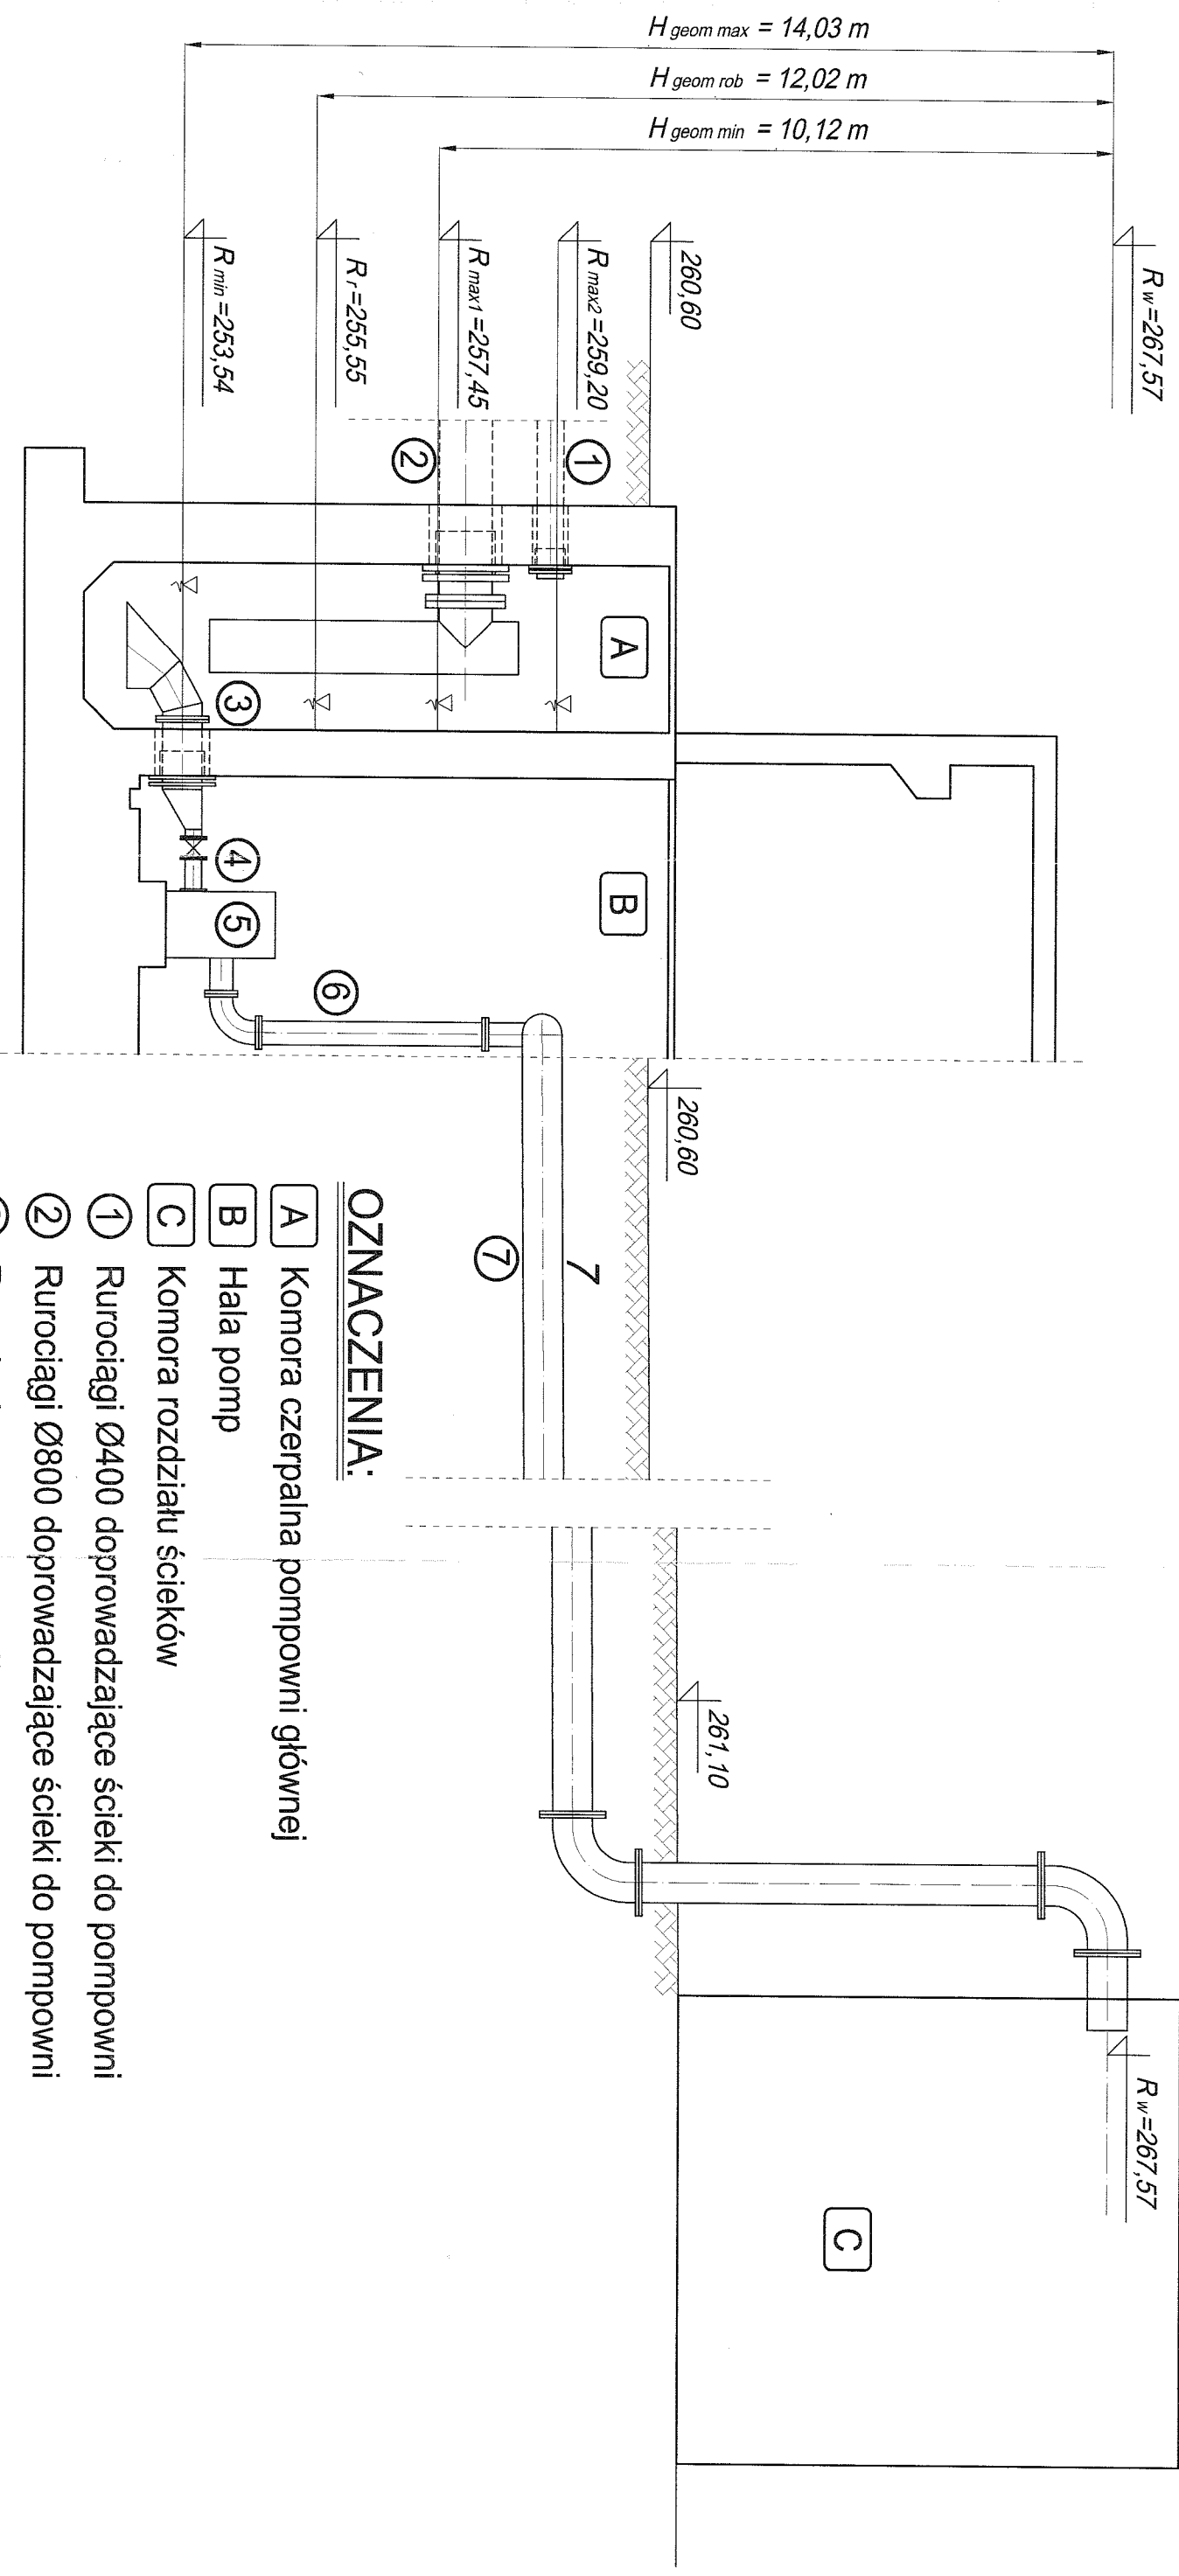 H geom max = 14,03 m
H geom rob = 12,02 m
H geom min = 10,12 m
R w=267,57
260,60
R max2 =259,20
R max1 =257,45
R r=255,55
R min =253,54
1
2
A
3
4
5
B
6
260,60
7
7
261,10
R w=267,57
C
OZNACZENIA:
A Komora czerpalna pompowni głównej
B Hala pomp
C Komora rozdziału ścieków
1 Rurociągi Ø400 doprowadzające ścieki do pompowni
2 Rurociągi Ø800 doprowadzające ścieki do pompowni